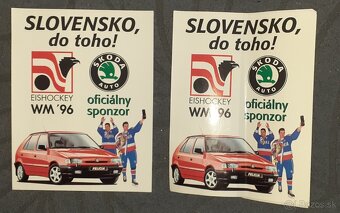 SLOVENSKO,
do toho!
EISHOCKEY
WM '96
ŠKODA
AUTO
oficiálny
sponzor
FELICIA
SLOVENSKO,
do toho!
EISHOCKEY
WM '96
ŠKODA
AUTO
oficiálny
sponzor
FELICIA